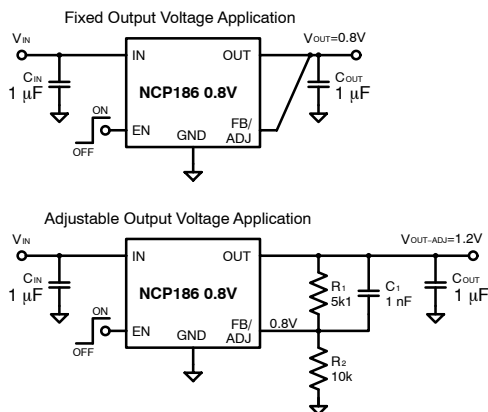 Fixed Output Voltage Application
VIN
IN
OUT
VOUT=0.8V
CIN
1 μF
NCP186 0.8V
COUT
1 μF
ON
OFF
EN
GND
FB/
ADJ
Adjustable Output Voltage Application
VIN
IN
OUT
VOUT-ADJ=1.2V
CIN
1 μF
NCP186 0.8V
R1
5k1
C1
1 nF
COUT
1 μF
ON
OFF
EN
GND
FB/
ADJ
0.8V
R2
10k